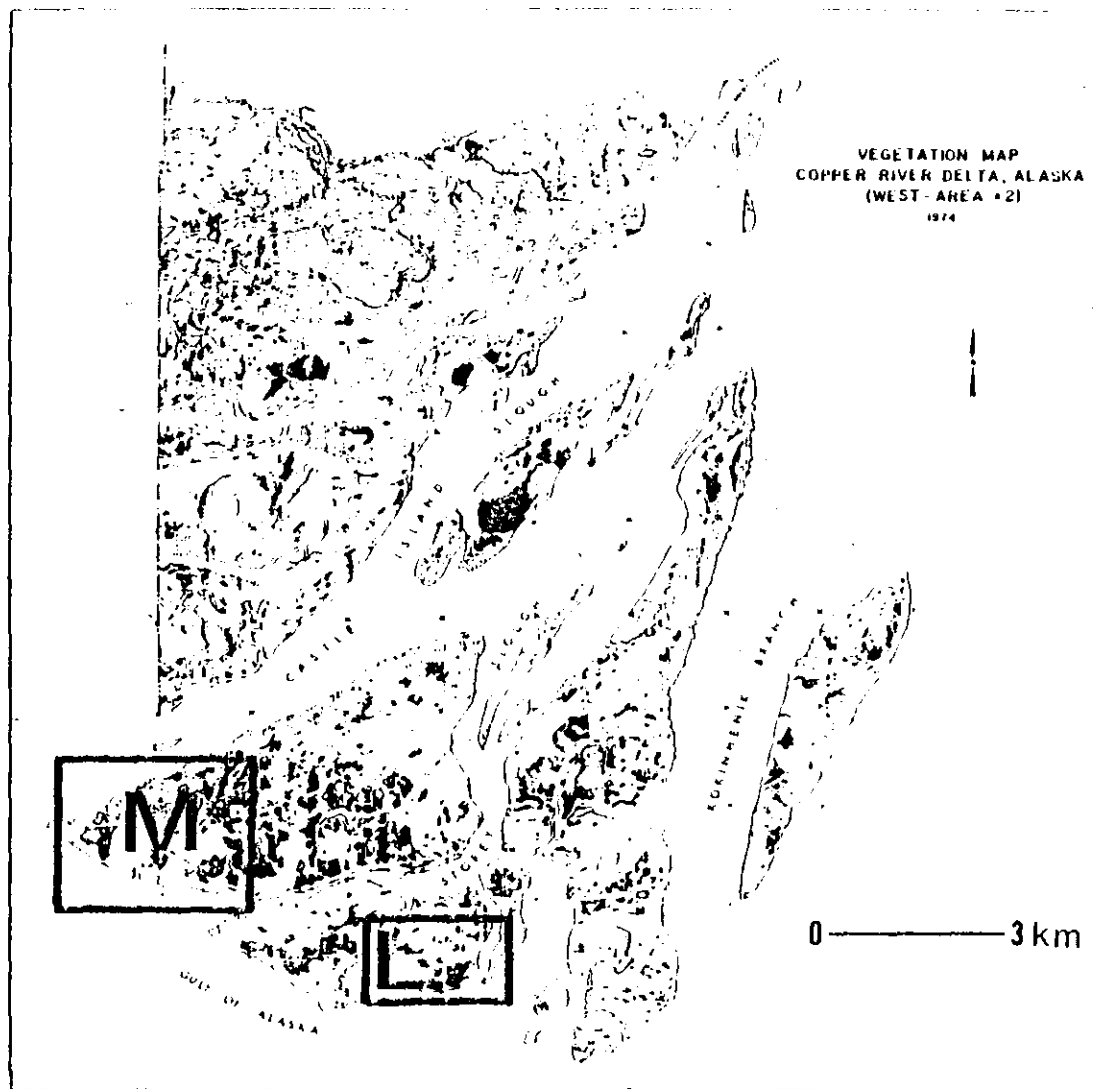 VEGETATION MAP
COPPER RIVER DELTA, ALASKA
(WEST-AREA #2)
1974
ISLAND SLOUGH
CASTLE
SLOUGH
KOKINHENIK BRANCH
M
L
0 3 km
GULF OF ALASKA